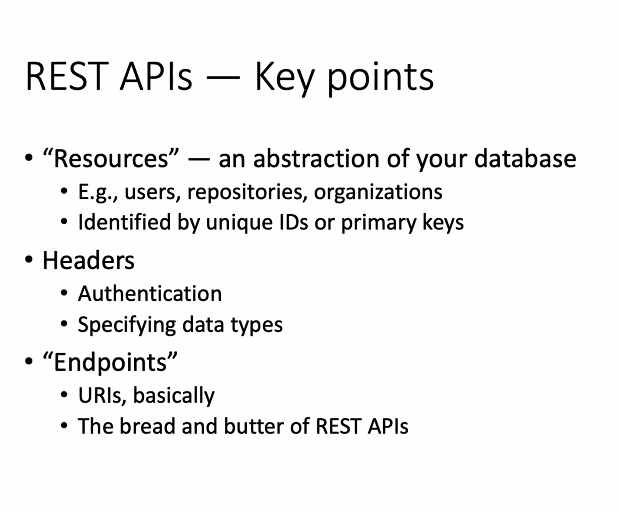 REST APIs — Key points
• “Resources” — an abstraction of your database
• E.g., users, repositories, organizations
• Identified by unique IDs or primary keys
• Headers
• Authentication
• Specifying data types
• “Endpoints”
• URIs, basically
• The bread and butter of REST APIs